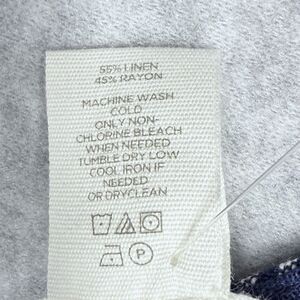 55% LINEN
45% RAYON
MACHINE WASH
COLD
ONLY NON-
CHLORINE BLEACH
WHEN NEEDED
TUMBLE DRY LOW
COOL IRON IF
NEEDED
OR DRYCLEAN
P